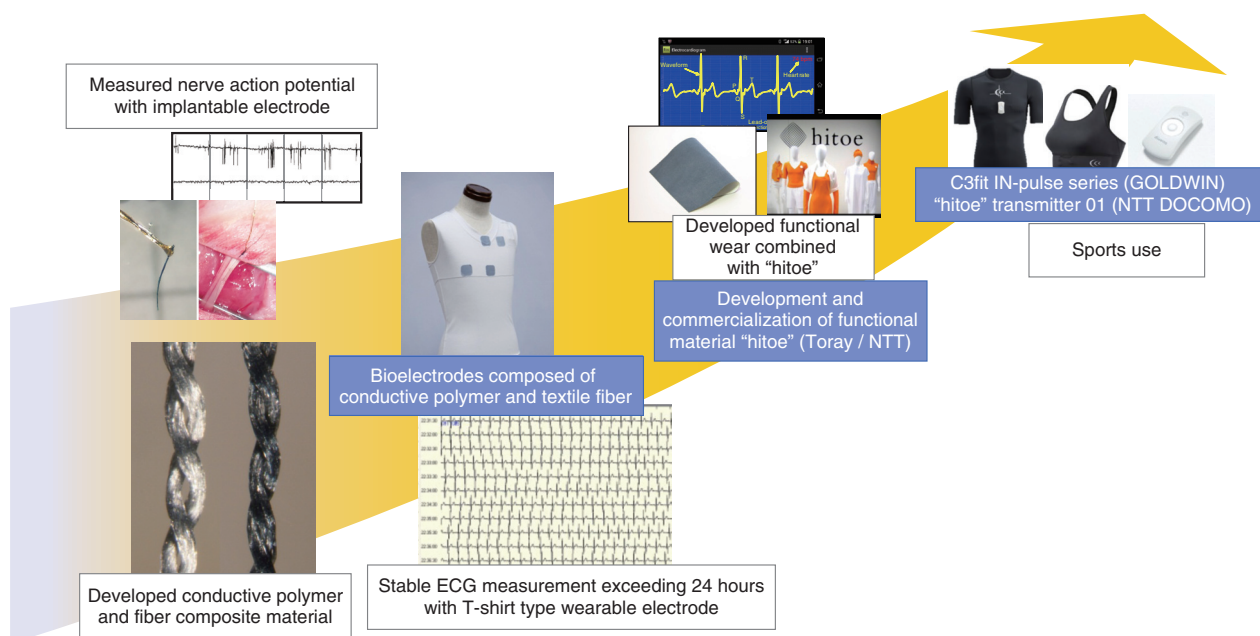 Measured nerve action potential
with implantable electrode
Developed conductive polymer
and fiber composite material
Bioelectrodes composed of
conductive polymer and textile fiber
Stable ECG measurement exceeding 24 hours
with T-shirt type wearable electrode
Waveform
R
Heart rate
P
T
Q
S
hitoe
Developed functional
wear combined
with “hitoe”
Development and
commercialization of functional
material “hitoe” (Toray / NTT)
C3fit IN-pulse series (GOLDWIN)
“hitoe” transmitter 01 (NTT DOCOMO)
Sports use